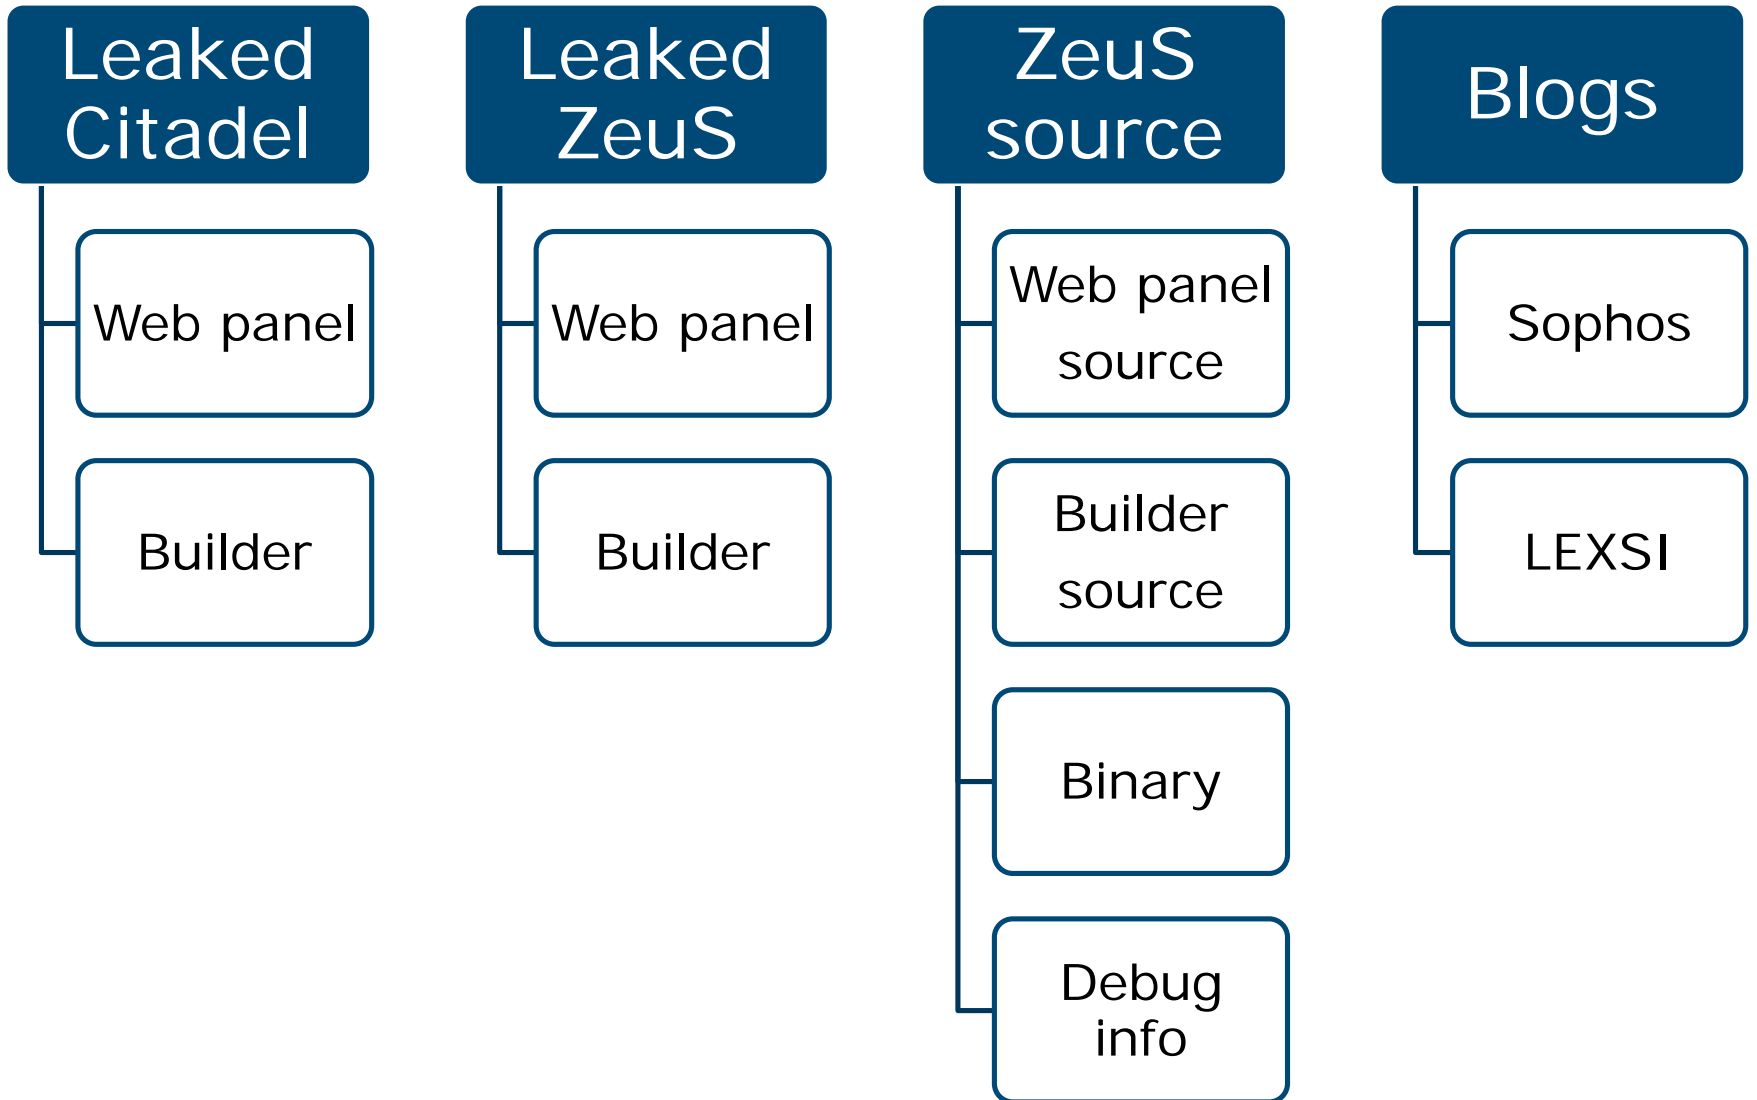 Leaked
Citadel
Web panel
Builder
Leaked
ZeuS
Web panel
Builder
ZeuS
source
Web panel
source
Builder
source
Binary
Debug
info
Blogs
Sophos
LEXSI